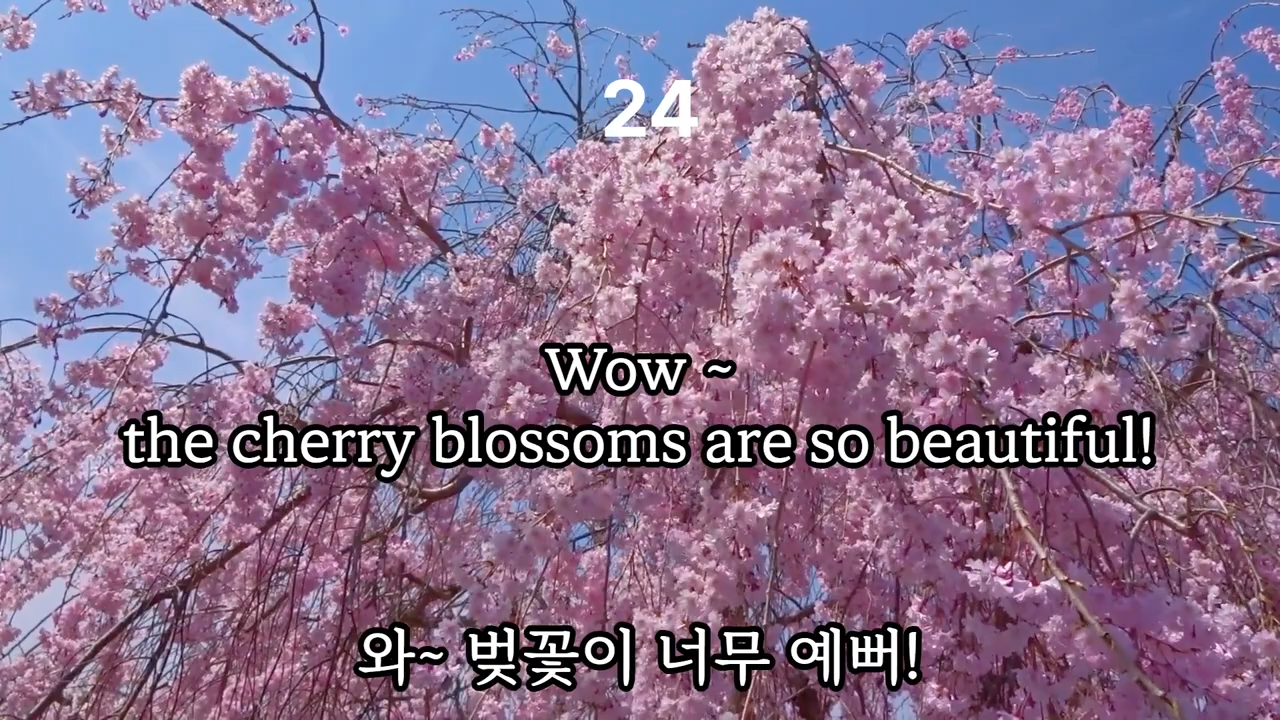 24
Wow ~
the cherry blossoms are so beautiful!
와~ 벚꽃이 너무 예뻐!